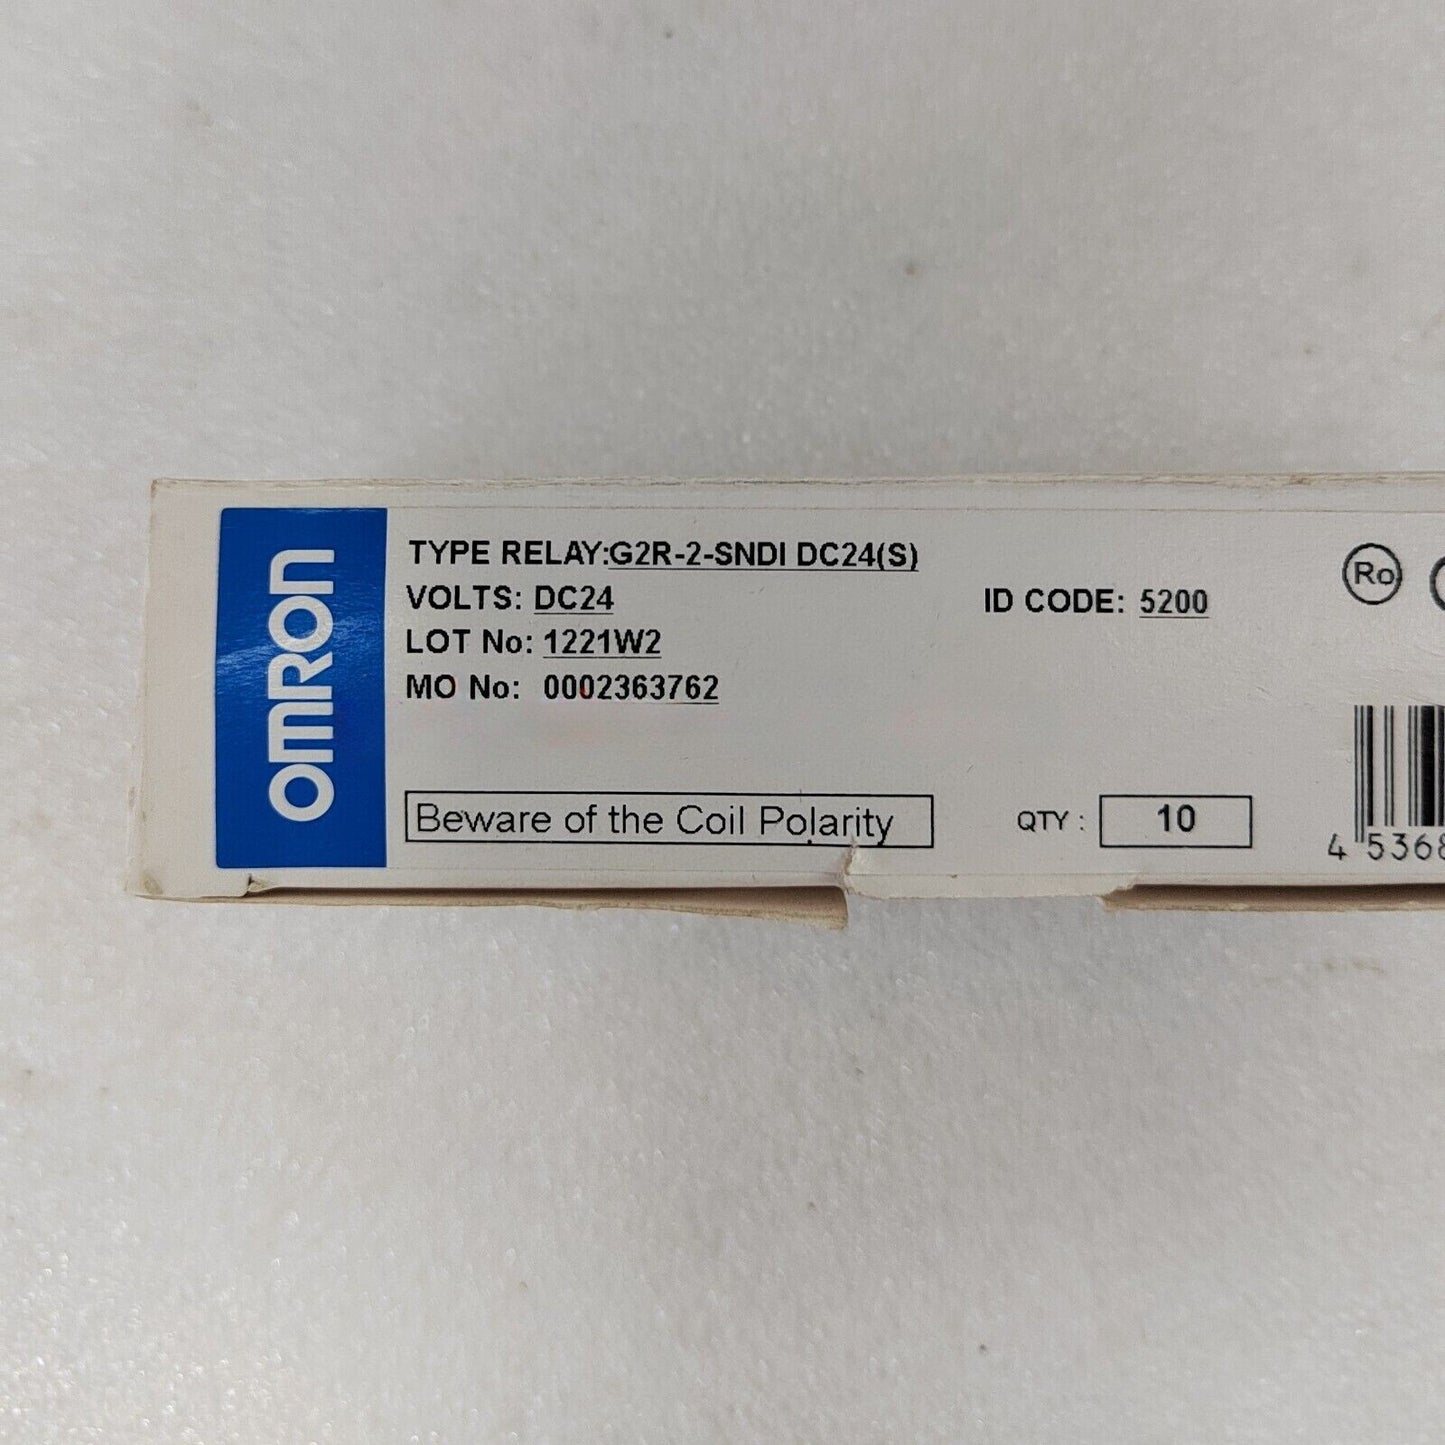 OMRON
TYPE RELAY:G2R-2-SNDI DC24(S)
VOLTS: DC24
ID CODE: 5200
Ro
LOT No: 1221W2
MO No: 0002363762
Beware of the Coil Polarity
QTY : 10
4 5368